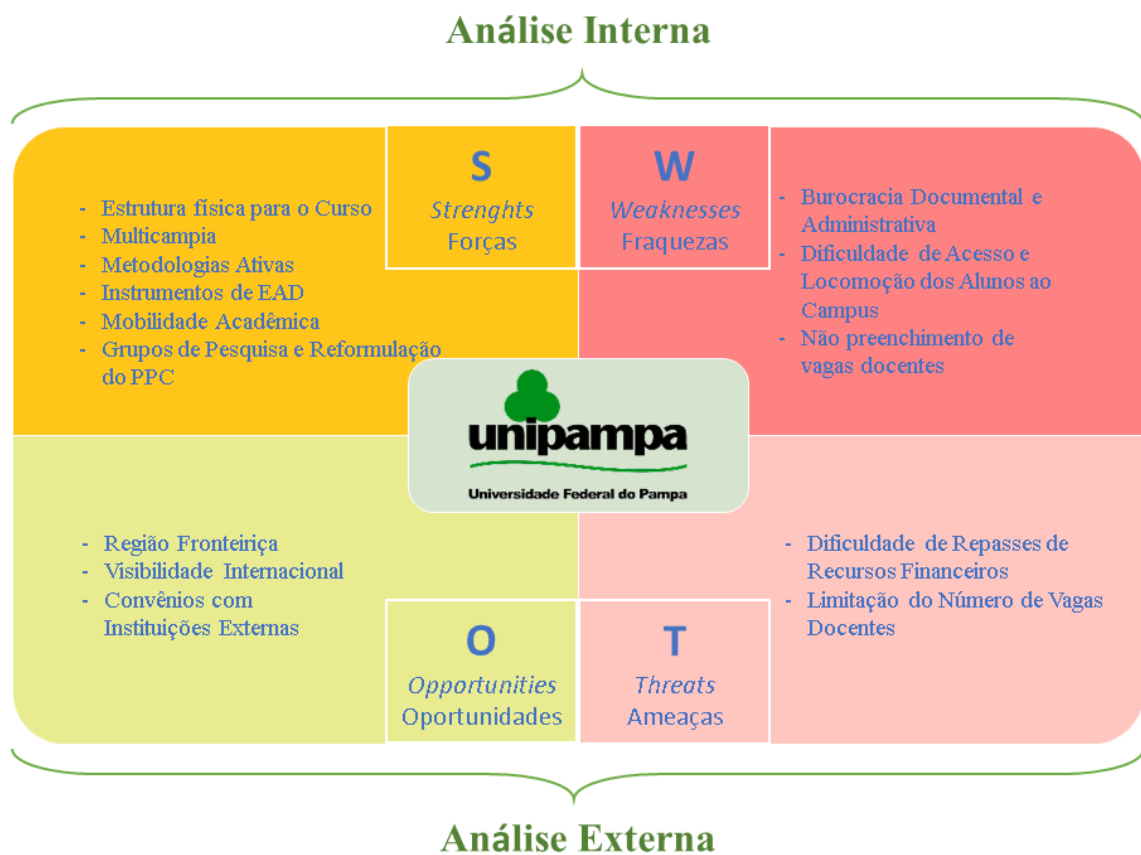 Análise Interna
S
Strenghts
Forças
- Estrutura física para o Curso
- Multicampia
- Metodologias Ativas
- Instrumentos de EAD
- Mobilidade Acadêmica
- Grupos de Pesquisa e Reformulação
do PPC
W
Weaknesses
Fraquezas
- Burocracia Documental e
Administrativa
- Dificuldade de Acesso e
Locomoção dos Alunos ao
Campus
- Não preenchimento de
vagas docentes
unipampa
Universidade Federal do Pampa
- Região Fronteiriça
- Visibilidade Internacional
- Convênios com
Instituições Externas
O
Opportunities
Oportunidades
T
Threats
Ameaças
- Dificuldade de Repasses de
Recursos Financeiros
- Limitação do Número de Vagas
Docentes
Análise Externa